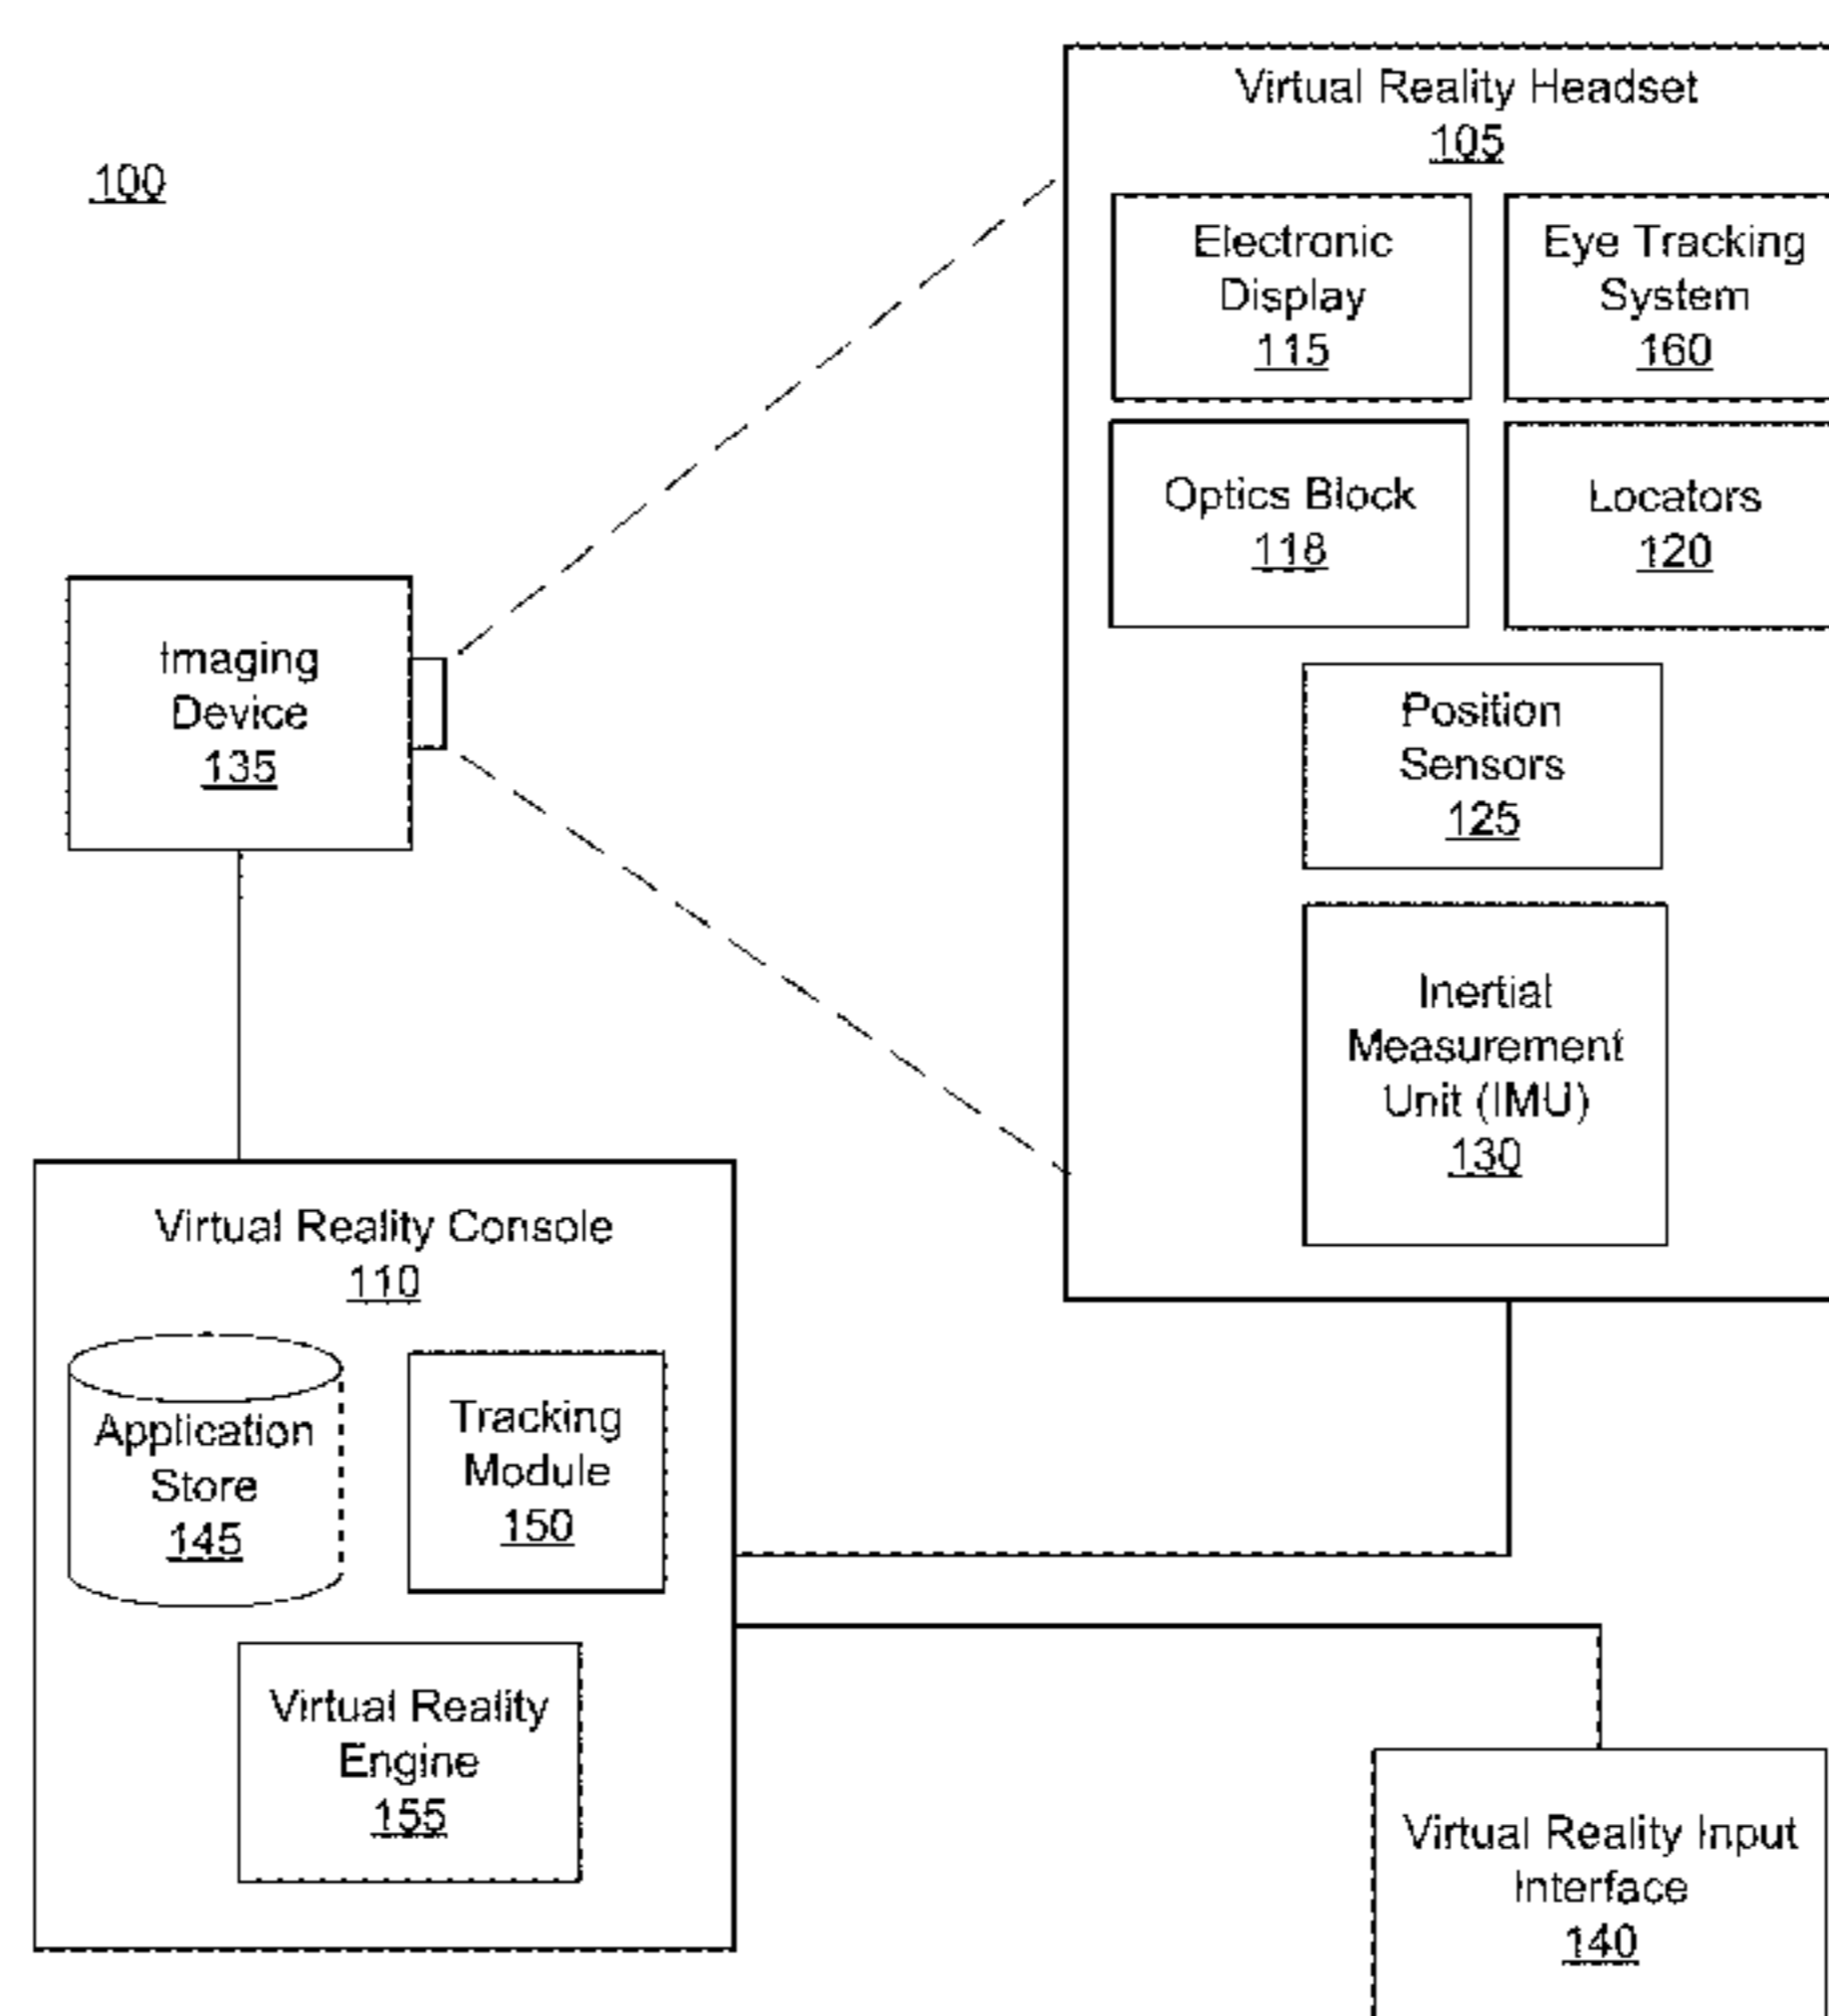 100
Virtual Reality Headset
105
Electronic
Display
115
Eye Tracking
System
160
Optics Block
118
Locators
120
Position
Sensors
125
Inertial
Measurement
Unit (IMU)
130
Imaging
Device
135
Virtual Reality Console
110
Application
Store
145
Tracking
Module
150
Virtual Reality
Engine
155
Virtual Reality Input
Interface
140